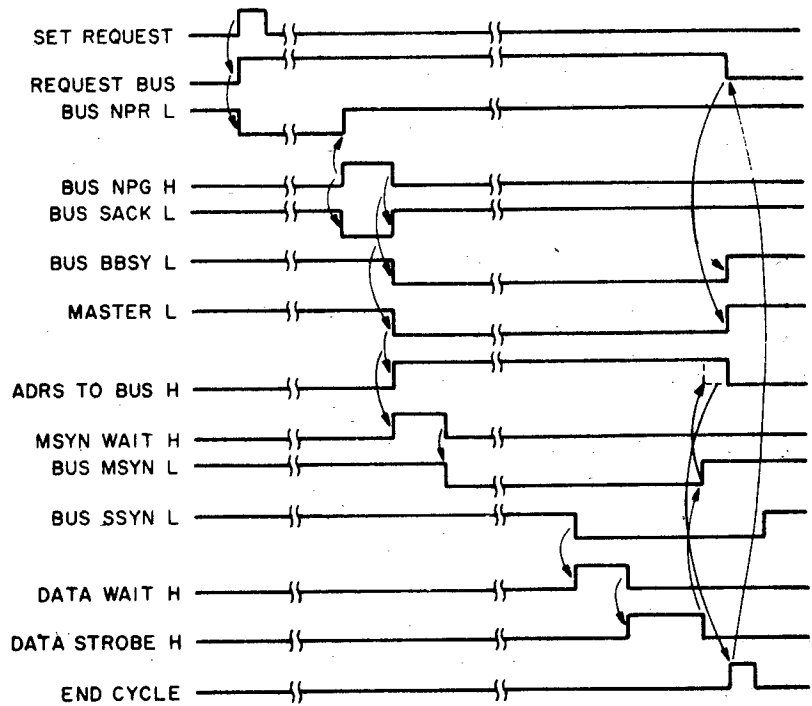 SET REQUEST
REQUEST BUS
BUS NPR L
BUS NPG H
BUS SACK L
BUS BBSY L
MASTER L
ADRS TO BUS H
MSYN WAIT H
BUS MSYN L
BUS SSYN L
DATA WAIT H
DATA STROBE H
END CYCLE